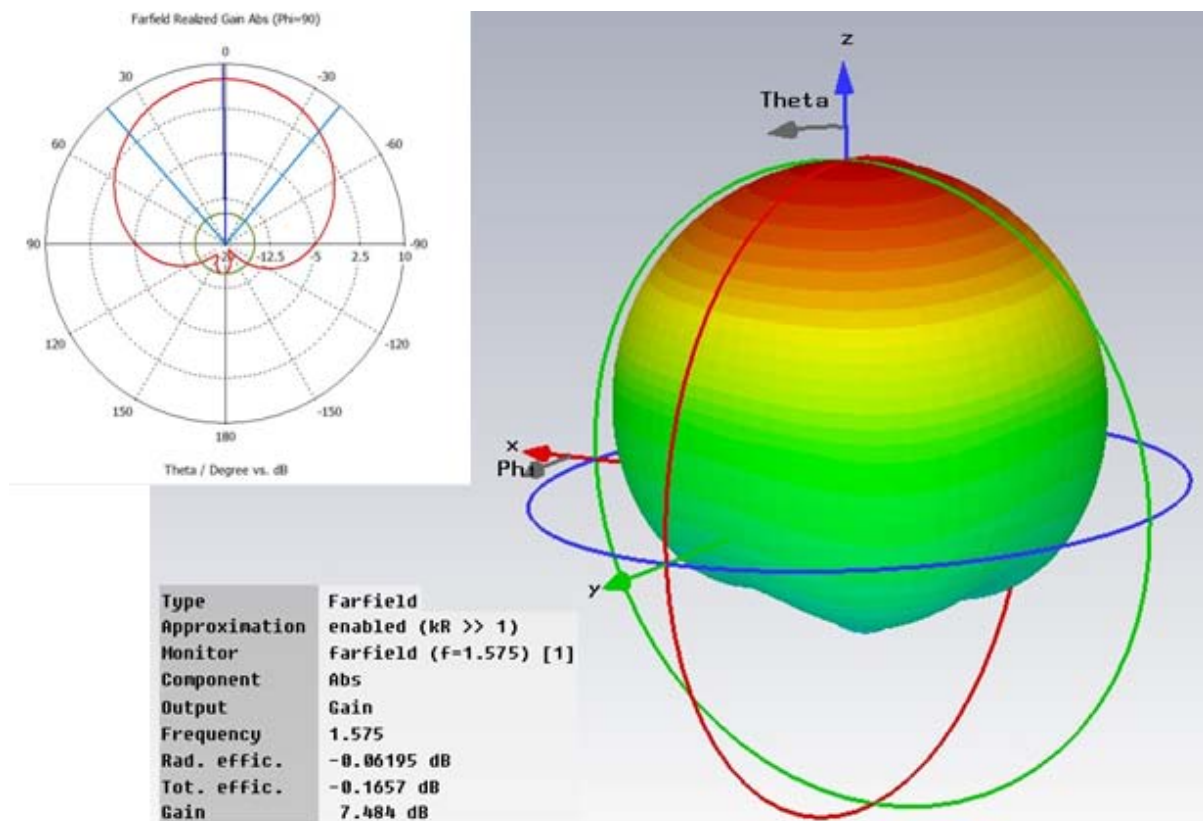 Farfield Realized Gain Abs (Phi=90)
0
30 -30
60 -60
90 -20 -12.5 -5 2.5 10 -90
120 -120
150 -150
180
Theta / Degree vs. dB
z
Theta
x
Phi
y
Type Farfield
Approximation enabled (kR >> 1)
Monitor farfield (f=1.575) [1]
Component Abs
Output Gain
Frequency 1.575
Rad. effic. -0.06195 dB
Tot. effic. -0.1657 dB
Gain 7.484 dB